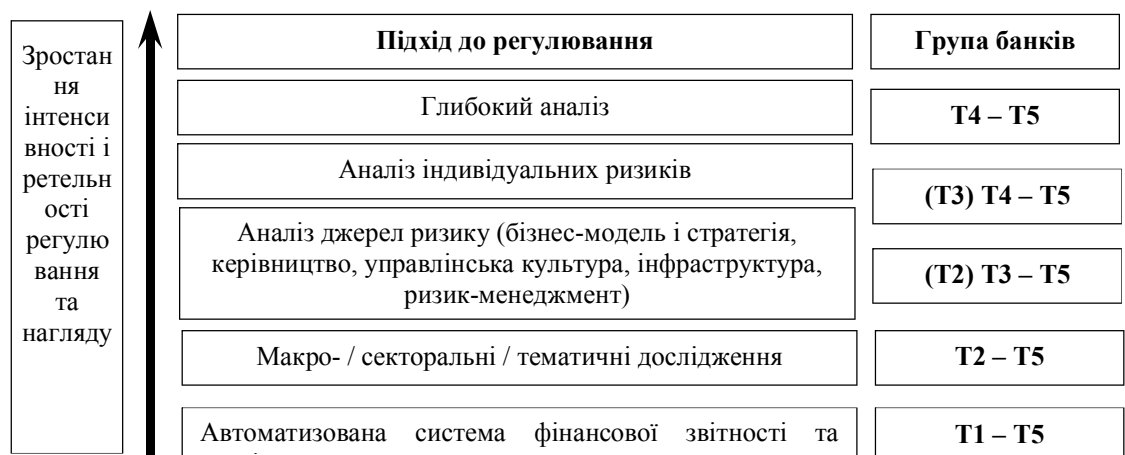 Зростан
ня
інтенси
вності і
ретельн
ості
регулю
вання
та
нагляду
Підхід до регулювання
Група банків
Глибокий аналіз
Т4 – Т5
Аналіз індивідуальних ризиків
(Т3) Т4 – Т5
Аналіз джерел ризику (бізнес-модель і стратегія,
керівництво, управлінська культура, інфраструктура,
ризик-менеджмент)
(Т2) Т3 – Т5
Макро- / секторальні / тематичні дослідження
Т2 – Т5
Автоматизована система фінансової звітності та
Т1 – Т5